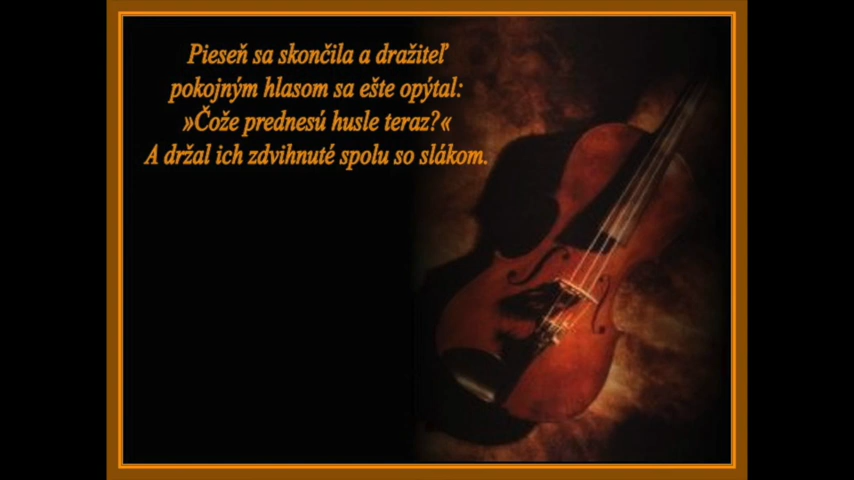 Pieseň sa skončila a dražiteľ
pokojným hlasom sa ešte opýtal:
»Čože prednesú husle teraz?«
A držal ich zdvihnuté spolu so slákom.